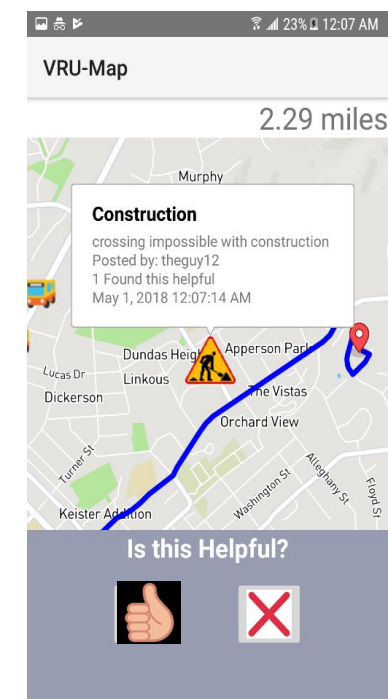 23% 12:07 AM
VRU-Map
2.29 miles
Murphy
Construction
crossing impossible with construction
Posted by: theguy12
1 Found this helpful
May 1, 2018 12:07:14 AM
Dundas Heig
Apperson Park
Lucas Dr
Linkous
The Vistas
Dickerson
Orchard View
Turner St
Alleghany St
Washington St
Floyd St
Keister Addition
Is this Helpful?